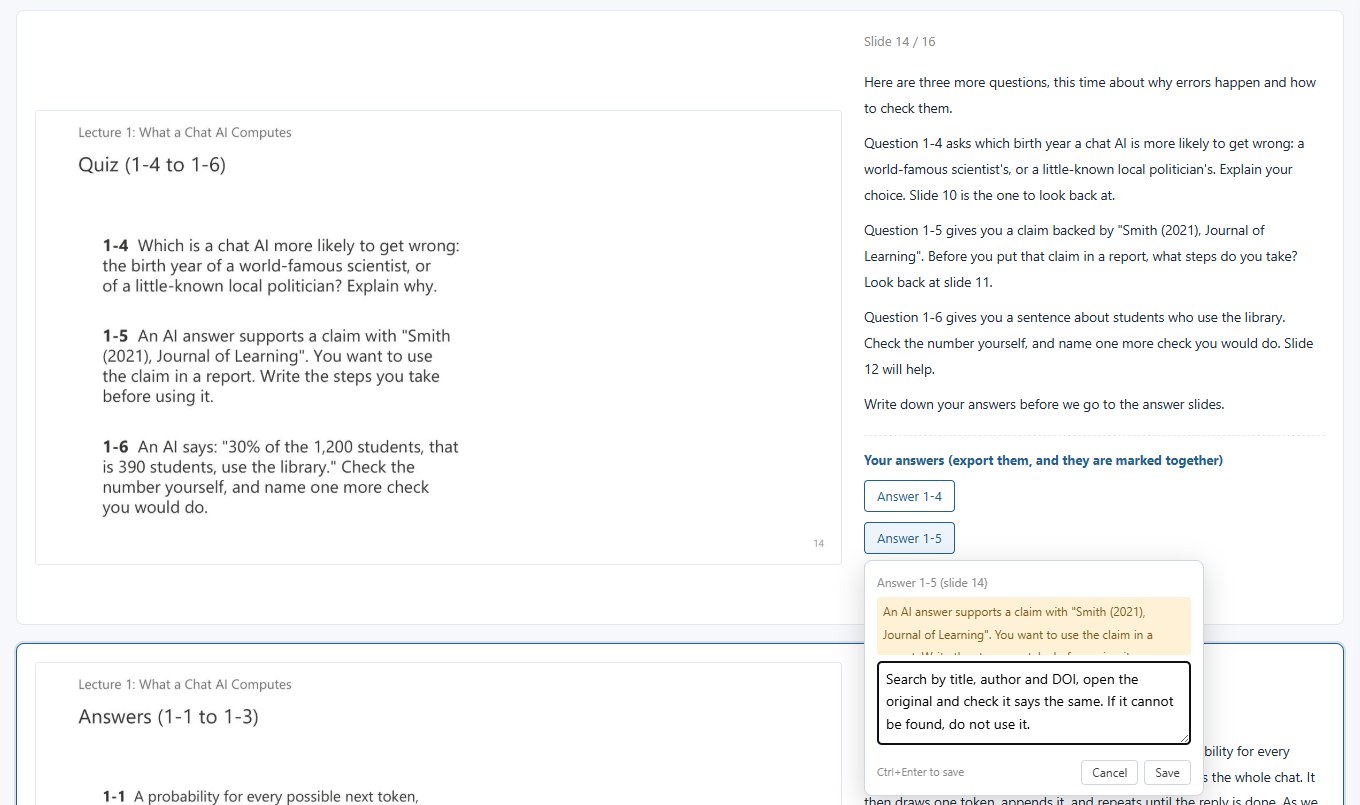 Lecture 1: What a Chat AI Computes
Quiz (1-4 to 1-6)
1-4 Which is a chat AI more likely to get wrong:
the birth year of a world-famous scientist, or
of a little-known local politician? Explain why.
1-5 An AI answer supports a claim with "Smith
(2021), Journal of Learning". You want to use
the claim in a report. Write the steps you take
before using it.
1-6 An AI says: "30% of the 1,200 students, that
is 390 students, use the library." Check the
number yourself, and name one more check
you would do.
14
Slide 14 / 16
Here are three more questions, this time about why errors happen and how
to check them.
Question 1-4 asks which birth year a chat AI is more likely to get wrong: a
world-famous scientist's, or a little-known local politician's. Explain your
choice. Slide 10 is the one to look back at.
Question 1-5 gives you a claim backed by "Smith (2021), Journal of
Learning". Before you put that claim in a report, what steps do you take?
Look back at slide 11.
Question 1-6 gives you a sentence about students who use the library.
Check the number yourself, and name one more check you would do. Slide
12 will help.
Write down your answers before we go to the answer slides.
Your answers (export them, and they are marked together)
Answer 1-4
Answer 1-5
Answer 1-5 (slide 14)
An AI answer supports a claim with "Smith (2021),
Journal of Learning". You want to use the claim in a
Search by title, author and DOI, open the
original and check it says the same. If it cannot
be found, do not use it.
Ctrl+Enter to save
Cancel
Save
Lecture 1: What a Chat AI Computes
Answers (1-1 to 1-3)
1-1 A probability for every possible next token,
bility for every
s the whole chat. It
then draws one token, appends it, and repeats until the reply is done. As we